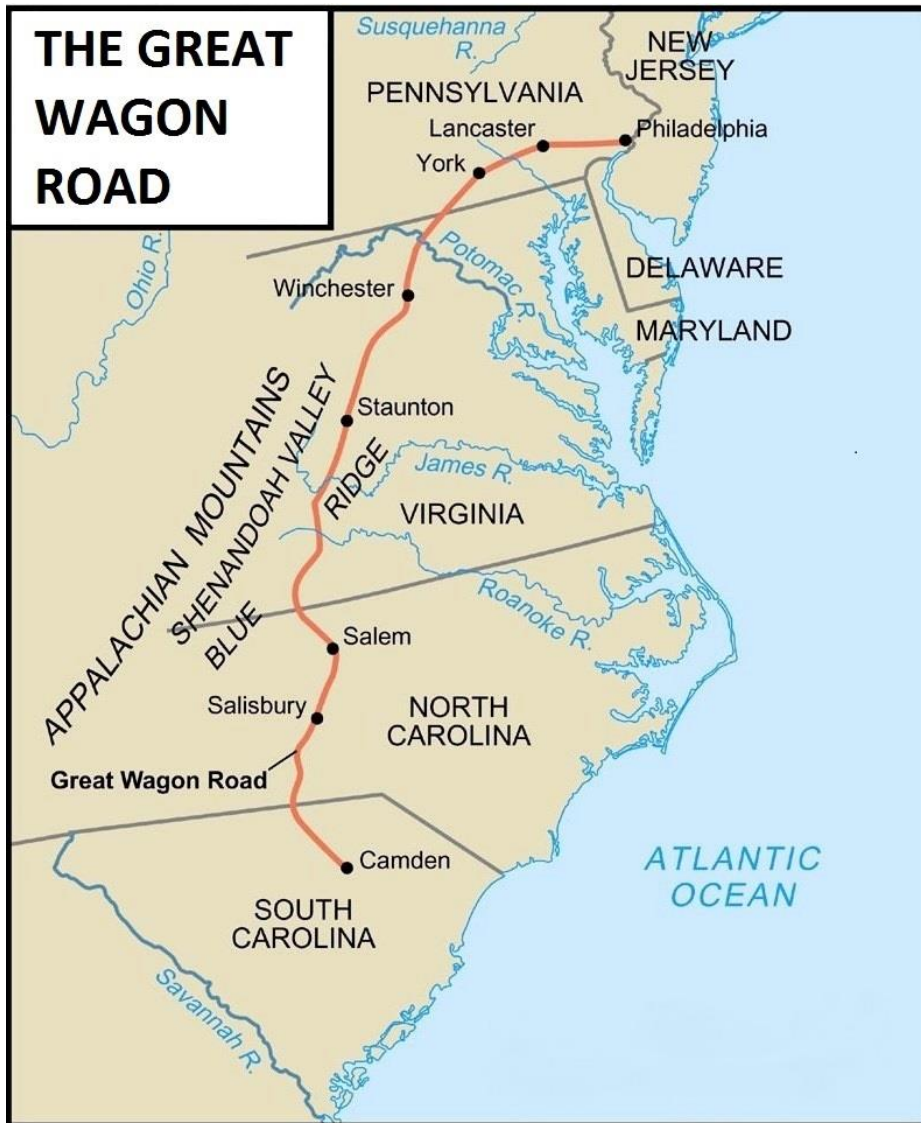 THE GREAT
WAGON
ROAD
Susquehanna
R.
NEW
JERSEY
PENNSYLVANIA
Lancaster
Philadelphia
York
Ohio R.
Potomac R.
DELAWARE
Winchester
MARYLAND
APPALACHIAN MOUNTAINS
SHENANDOAH VALLEY
BLUE RIDGE
Staunton
James R.
VIRGINIA
Roanoke R.
Salem
Salisbury
NORTH
CAROLINA
Great Wagon Road
Camden
ATLANTIC
OCEAN
SOUTH
CAROLINA
Savannah R.